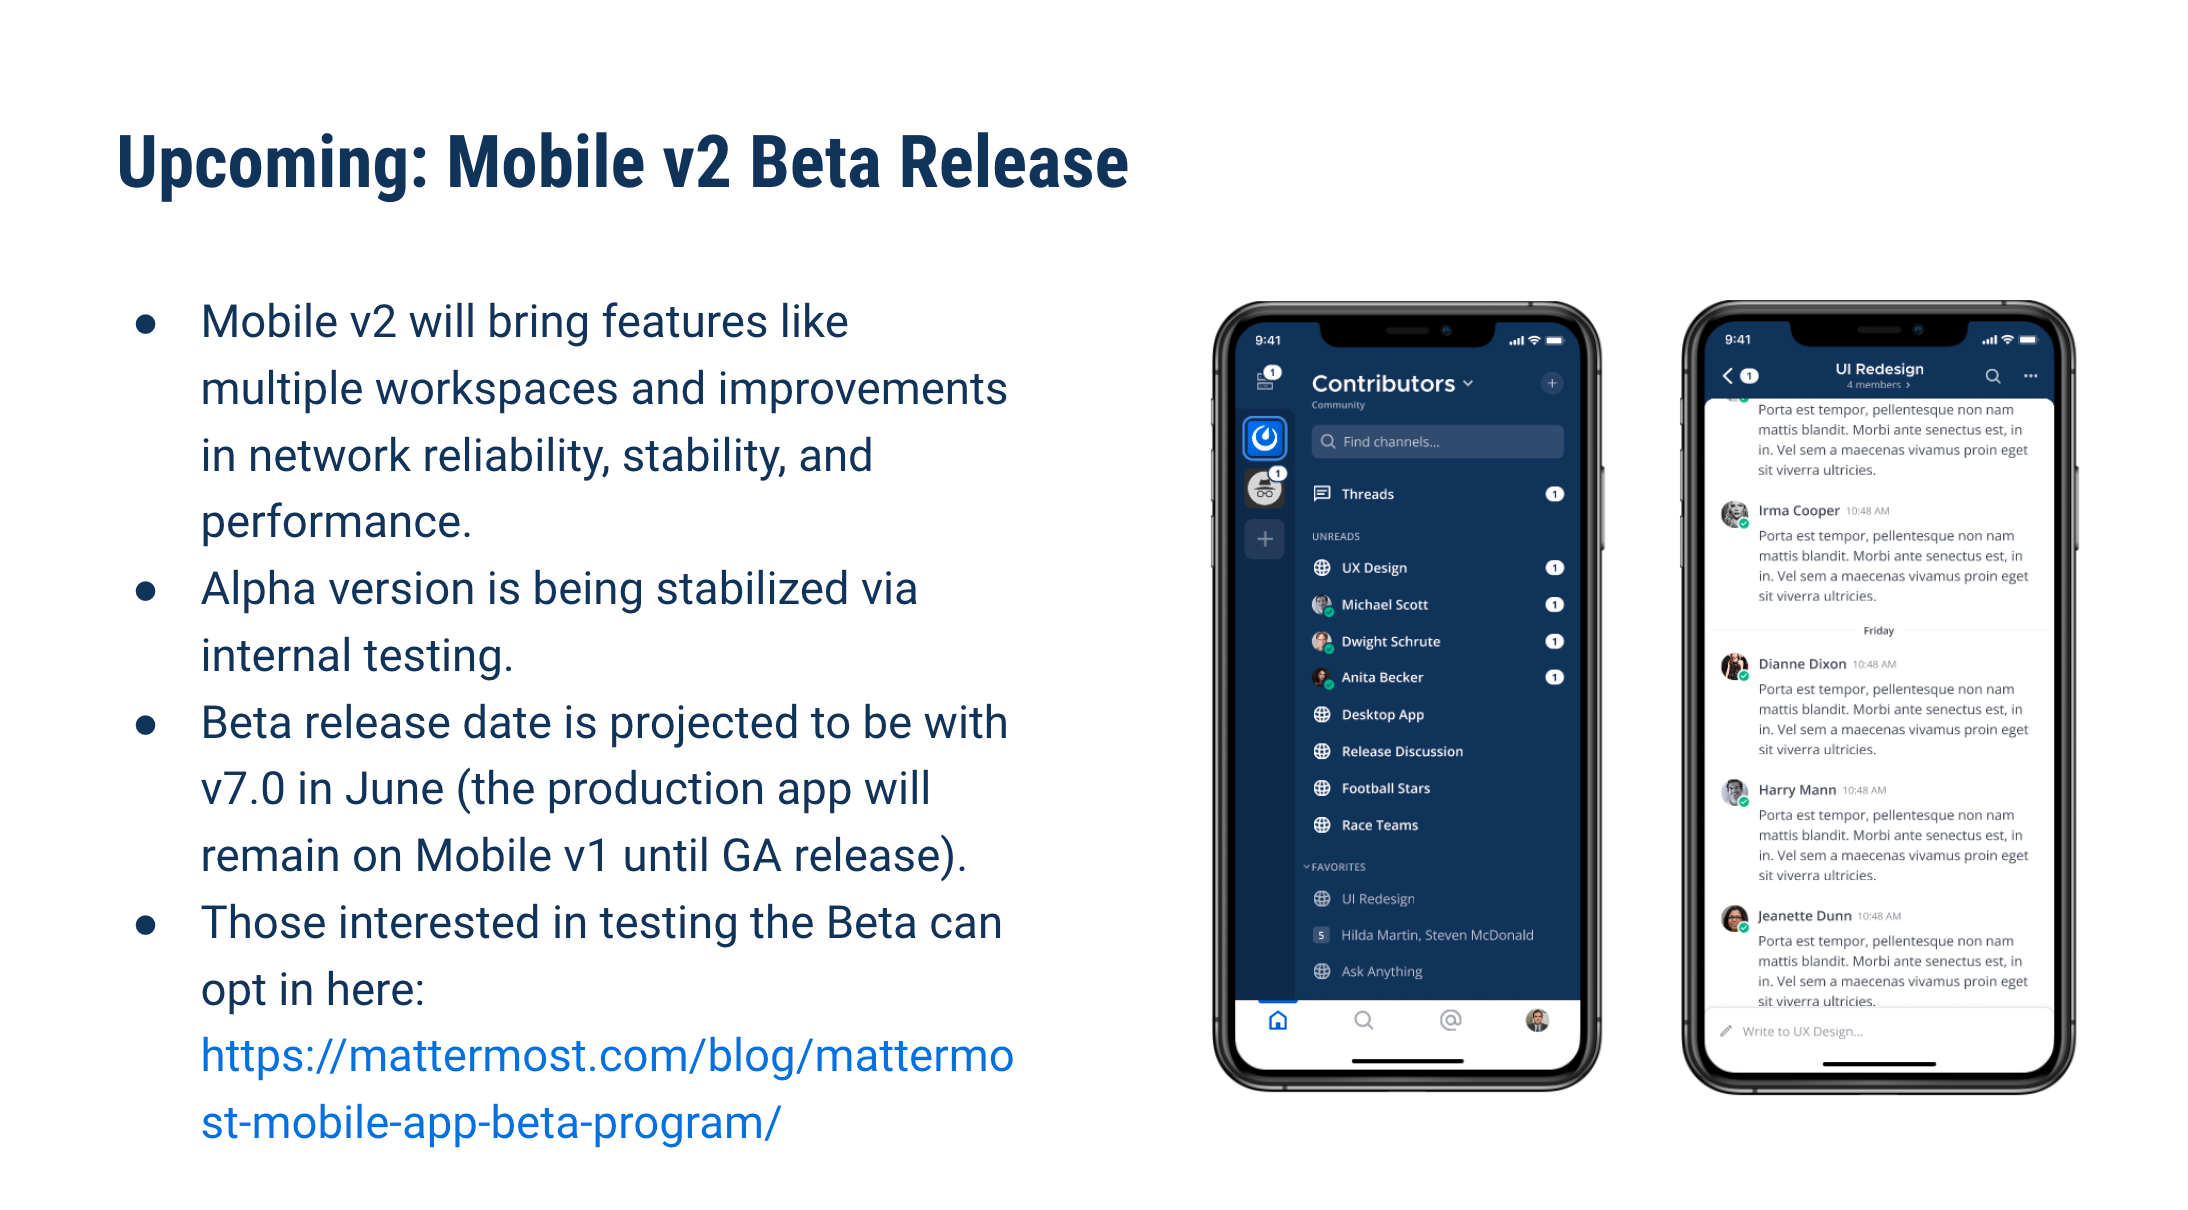 Upcoming: Mobile v2 Beta Release
● Mobile v2 will bring features like
multiple workspaces and improvements
in network reliability, stability, and
performance.
● Alpha version is being stabilized via
internal testing.
● Beta release date is projected to be with
v7.0 in June (the production app will
remain on Mobile v1 until GA release).
● Those interested in testing the Beta can
opt in here:
https://mattermost.com/blog/mattermo
st-mobile-app-beta-program/
9:41
1
Contributors
Community
Find channels...
1
Threads 1
UNREADS
UX Design 1
Michael Scott 1
Dwight Schrute 1
Anita Becker 1
Desktop App
Release Discussion
Football Stars
Race Teams
FAVORITES
UI Redesign
5 Hilda Martin, Steven McDonald
Ask Anything
9:41
1 UI Redesign
4 members >
Porta est tempor, pellentesque non nam
mattis blandit. Morbi ante senectus est, in
in. Vel sem a maecenas vivamus proin eget
sit viverra ultricies.
Irma Cooper 10:48 AM
Porta est tempor, pellentesque non nam
mattis blandit. Morbi ante senectus est, in
in. Vel sem a maecenas vivamus proin eget
sit viverra ultricies.
Friday
Dianne Dixon 10:48 AM
Porta est tempor, pellentesque non nam
mattis blandit. Morbi ante senectus est, in
in. Vel sem a maecenas vivamus proin eget
sit viverra ultricies.
Harry Mann 10:48 AM
Porta est tempor, pellentesque non nam
mattis blandit. Morbi ante senectus est, in
in. Vel sem a maecenas vivamus proin eget
sit viverra ultricies.
Jeanette Dunn 10:48 AM
Porta est tempor, pellentesque non nam
mattis blandit. Morbi ante senectus est, in
in. Vel sem a maecenas vivamus proin eget
sit viverra ultricies.
Write to UX Design...